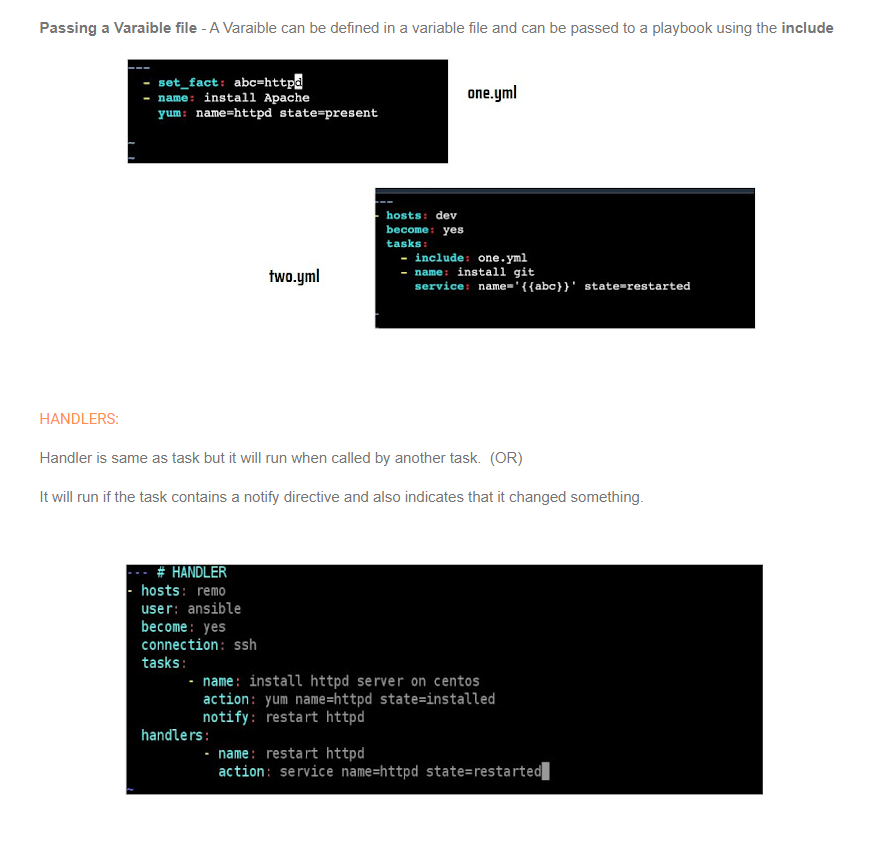 Passing a Varaible file - A Varaible can be defined in a variable file and can be passed to a playbook using the include
---
- set_fact: abc=httpd
- name: install Apache
yum: name=httpd state=present
~
~
one.yml
---
- hosts: dev
become: yes
tasks:
- include: one.yml
- name: install git
service: name='{{abc}}' state=restarted
two.yml
HANDLERS:
Handler is same as task but it will run when called by another task. (OR)
It will run if the task contains a notify directive and also indicates that it changed something.
--- # HANDLER
- hosts: remo
user: ansible
become: yes
connection: ssh
tasks:
- name: install httpd server on centos
action: yum name=httpd state=installed
notify: restart httpd
handlers:
- name: restart httpd
action: service name=httpd state=restarted
~